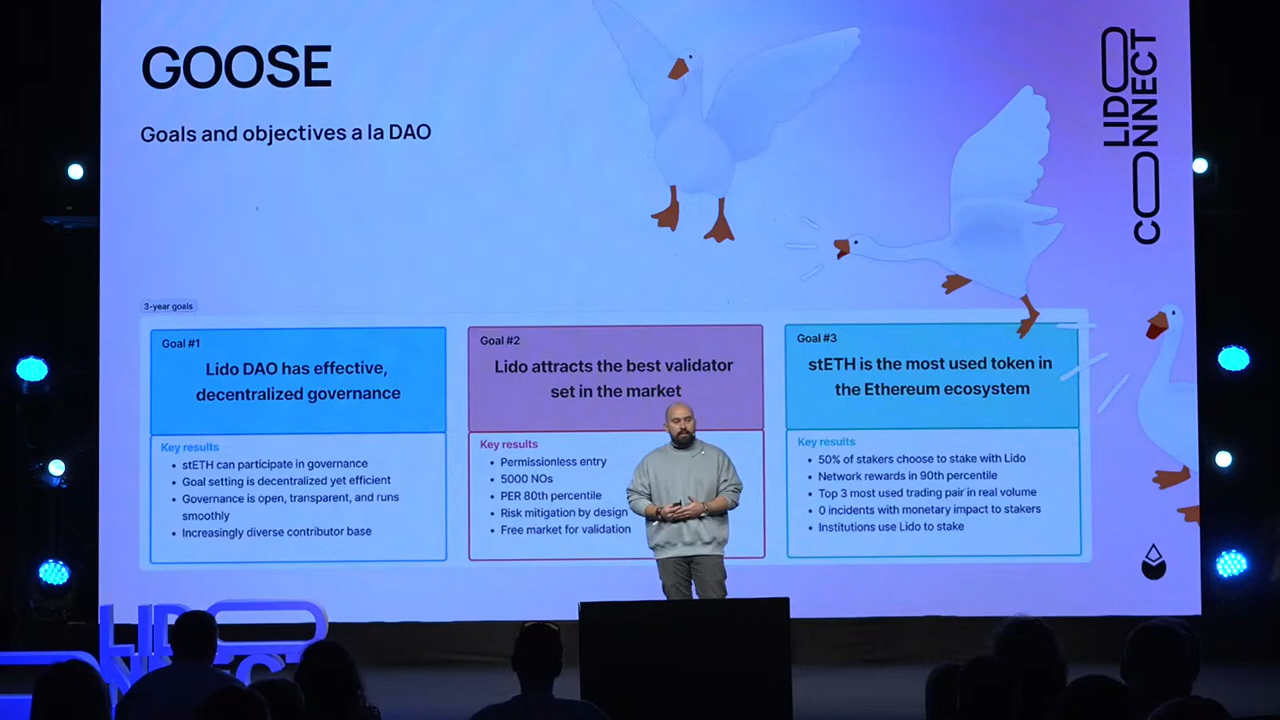 GOOSE
Goals and objectives a la DAO
LIDO
CONNECT
3-year goals
Goal #1
Lido DAO has effective,
decentralized governance
Key results
• stETH can participate in governance
• Goal setting is decentralized yet efficient
• Governance is open, transparent, and runs
smoothly
• Increasingly diverse contributor base
Goal #2
Lido attracts the best validator
set in the market
Key results
• Permissionless entry
• 5000 NOs
• PER 80th percentile
• Risk mitigation by design
• Free market for validation
Goal #3
stETH is the most used token in
the Ethereum ecosystem
Key results
• 50% of stakers choose to stake with Lido
• Network rewards in 90th percentile
• Top 3 most used trading pair in real volume
• 0 incidents with monetary impact to stakers
• Institutions use Lido to stake
LIDO